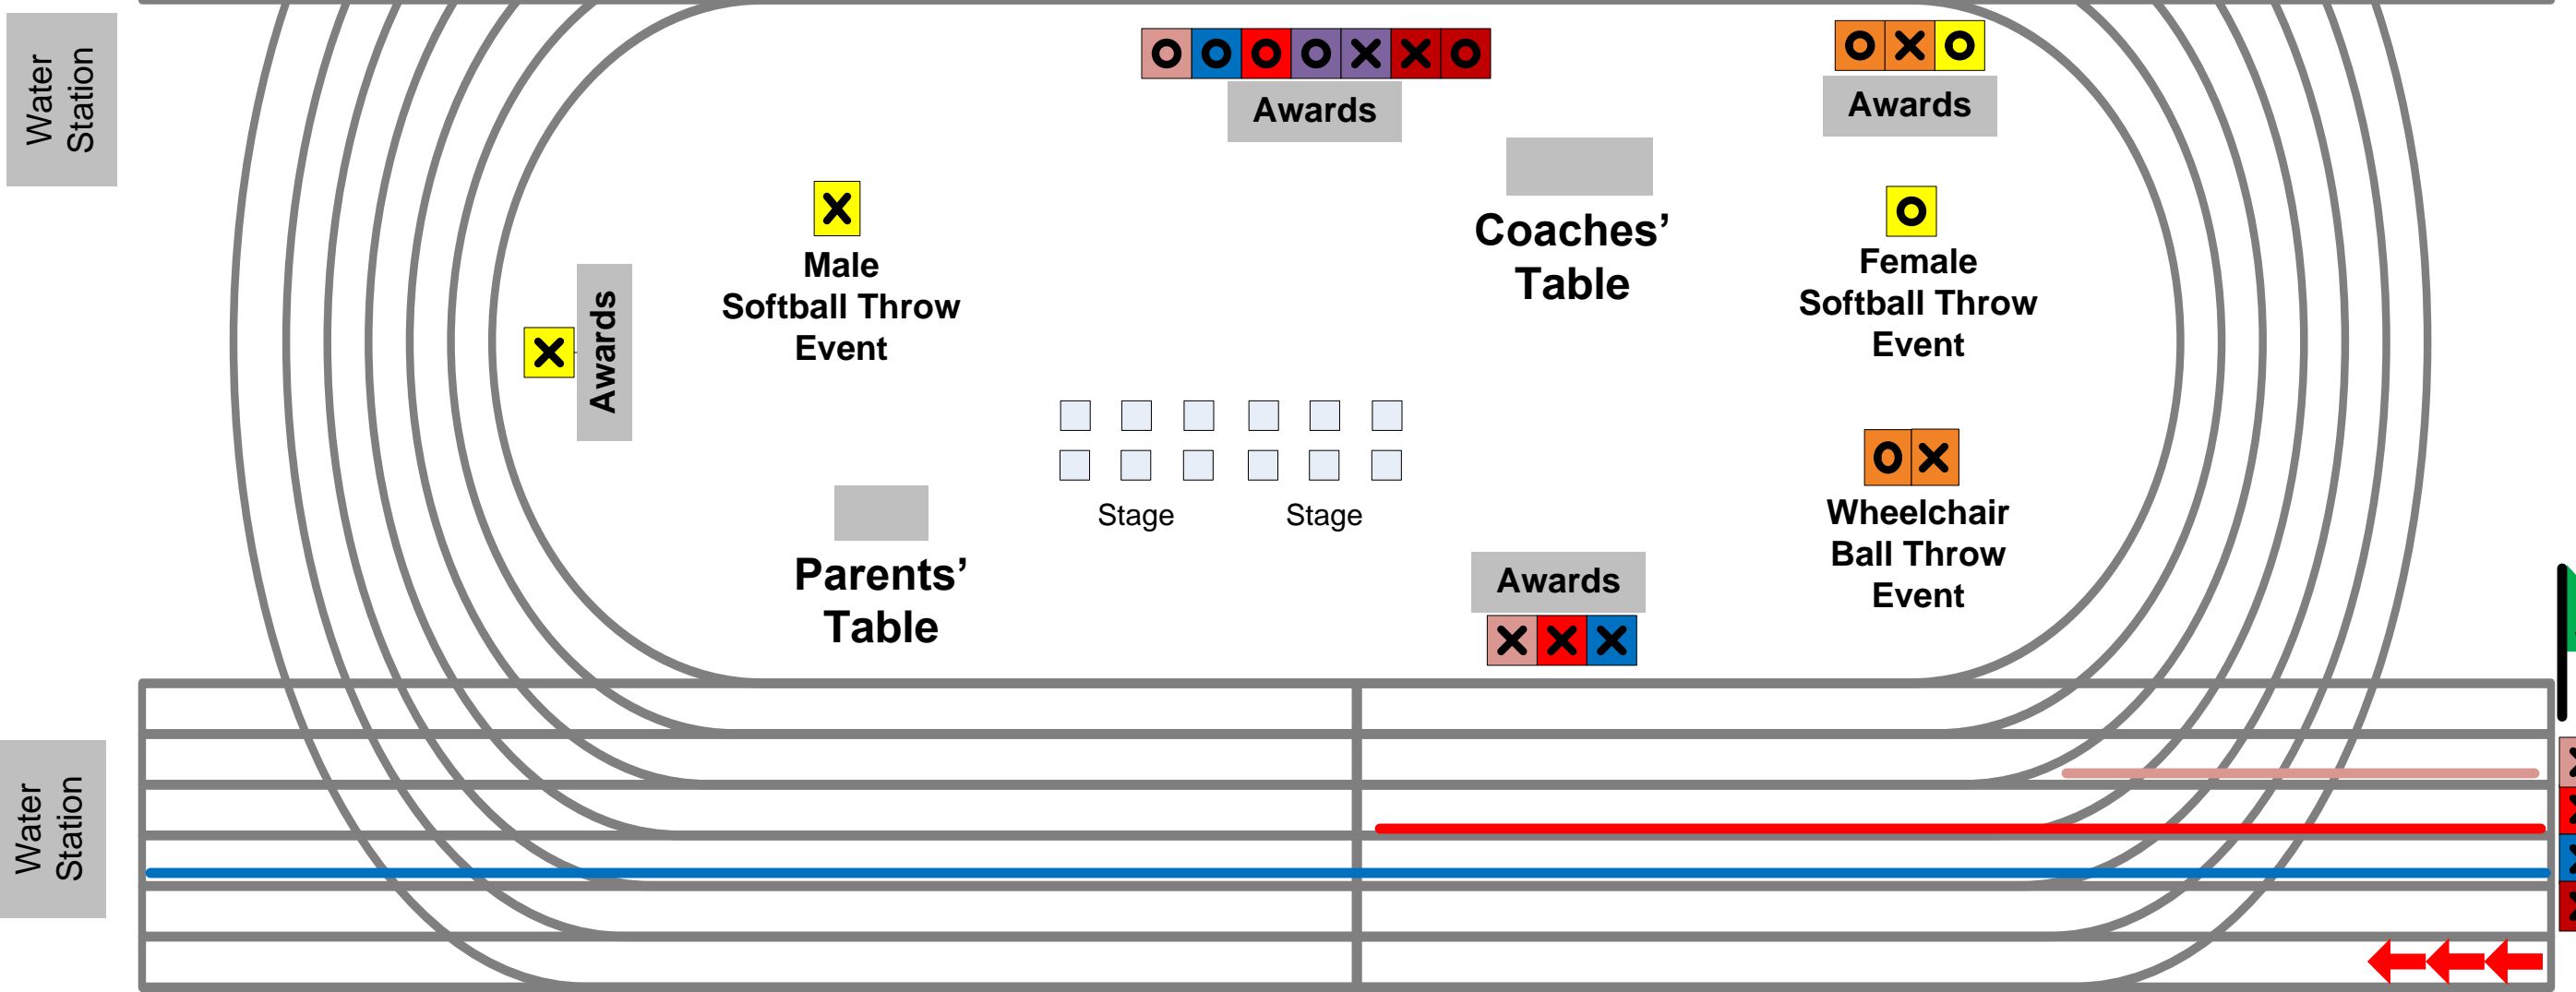 Water
Station
Awards
Awards
Coaches’
Table
Male
Softball Throw
Event
Female
Softball Throw
Event
Awards
Stage
Stage
Parents’
Table
Wheelchair
Ball Throw
Event
Awards
Water
Station